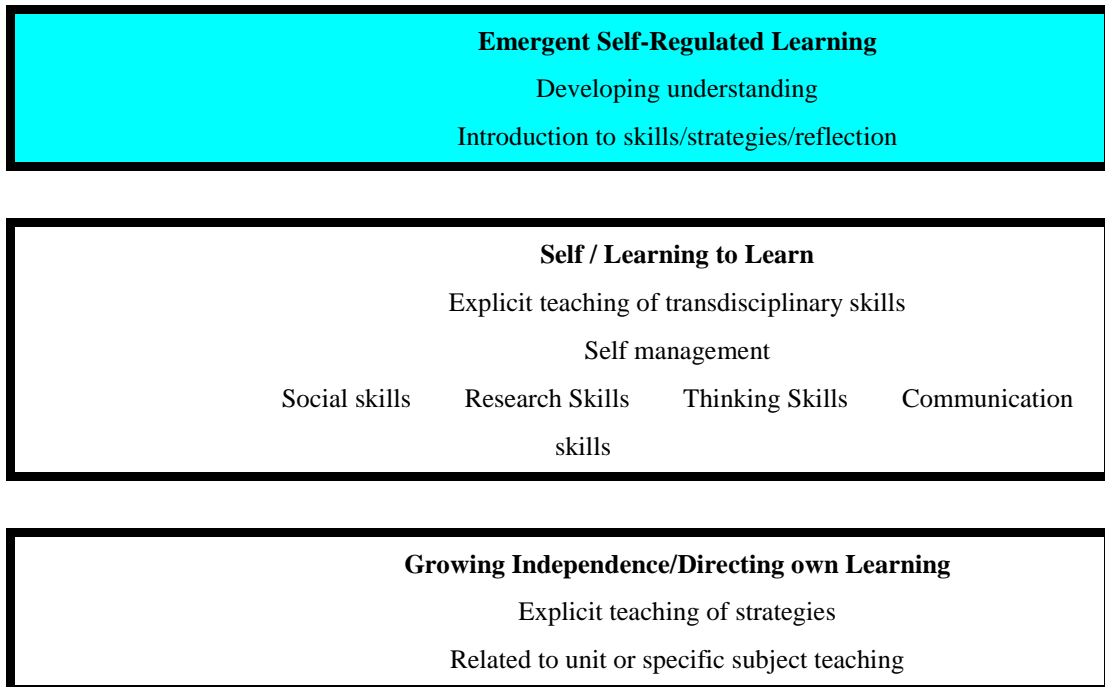 Emergent Self-Regulated Learning
Developing understanding
Introduction to skills/strategies/reflection
Self / Learning to Learn
Explicit teaching of transdisciplinary skills
Self management
Social skills Research Skills Thinking Skills Communication
skills
Growing Independence/Directing own Learning
Explicit teaching of strategies
Related to unit or specific subject teaching